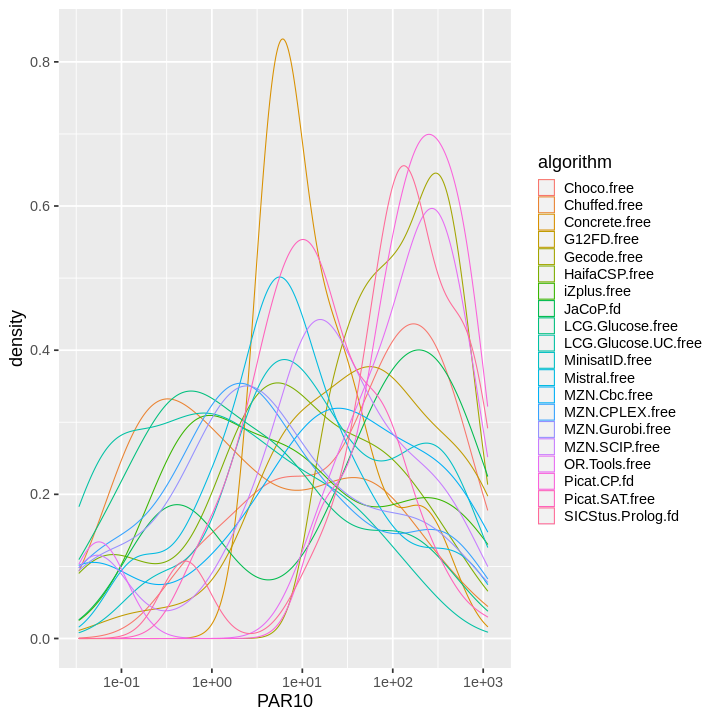 0.8
0.6
0.4
0.2
0.0
density
1e-01 1e+00 1e+01 1e+02 1e+03
PAR10
algorithm
Choco.free
Chuffed.free
Concrete.free
G12FD.free
Gecode.free
HaifaCSP.free
iZplus.free
JaCoP.fd
LCG.Glucose.free
LCG.Glucose.UC.free
MinisatID.free
Mistral.free
MZN.Cbc.free
MZN.CPLEX.free
MZN.Gurobi.free
MZN.SCIP.free
OR.Tools.free
Picat.CP.fd
Picat.SAT.free
SICStus.Prolog.fd